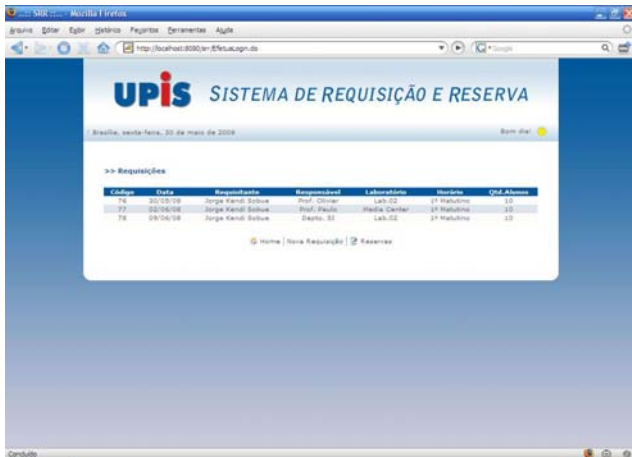 ..:: SRR ::... - Mozilla Firefox
Arquivo Editar Exibir Histórico Favoritos Ferramentas Ajuda
http://localhost:8080/srr/EfetuaLogin.do Google
UPIS SISTEMA DE REQUISIÇÃO E RESERVA
Brasília, sexta-feira, 30 de maio de 2008 Bom dia!
>> Requisições
Código Data Requisitante Responsável Laboratório Horário Qtd.Alunos
76 30/05/08 Jorge Kendi Sobue Prof. Olivier Lab.02 1º Matutino 10
77 02/06/08 Jorge Kendi Sobue Prof. Paulo Media Center 1º Matutino 10
78 09/06/08 Jorge Kendi Sobue Depto. SI Lab.02 1º Matutino 10
Home | Nova Requisição | Reservas
Concluído